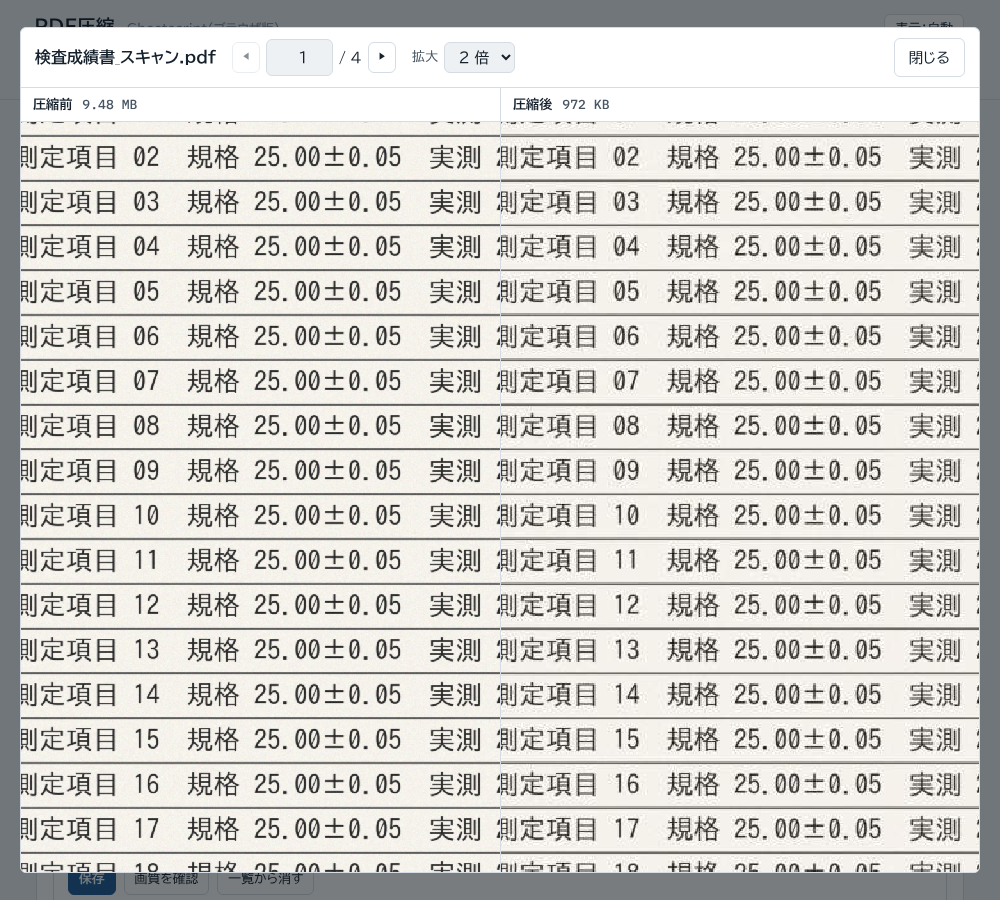 検査成績書_スキャン.pdf ◂ 1 / 4 ▸ 拡大 2 倍 閉じる
圧縮前 9.48 MB 圧縮後 972 KB
測定項目 02 規格 25.00±0.05 実測 測定項目 02 規格 25.00±0.05 実測
測定項目 03 規格 25.00±0.05 実測 測定項目 03 規格 25.00±0.05 実測
測定項目 04 規格 25.00±0.05 実測 測定項目 04 規格 25.00±0.05 実測
測定項目 05 規格 25.00±0.05 実測 測定項目 05 規格 25.00±0.05 実測
測定項目 06 規格 25.00±0.05 実測 測定項目 06 規格 25.00±0.05 実測
測定項目 07 規格 25.00±0.05 実測 測定項目 07 規格 25.00±0.05 実測
測定項目 08 規格 25.00±0.05 実測 測定項目 08 規格 25.00±0.05 実測
測定項目 09 規格 25.00±0.05 実測 測定項目 09 規格 25.00±0.05 実測
測定項目 10 規格 25.00±0.05 実測 測定項目 10 規格 25.00±0.05 実測
測定項目 11 規格 25.00±0.05 実測 測定項目 11 規格 25.00±0.05 実測
測定項目 12 規格 25.00±0.05 実測 測定項目 12 規格 25.00±0.05 実測
測定項目 13 規格 25.00±0.05 実測 測定項目 13 規格 25.00±0.05 実測
測定項目 14 規格 25.00±0.05 実測 測定項目 14 規格 25.00±0.05 実測
測定項目 15 規格 25.00±0.05 実測 測定項目 15 規格 25.00±0.05 実測
測定項目 16 規格 25.00±0.05 実測 測定項目 16 規格 25.00±0.05 実測
測定項目 17 規格 25.00±0.05 実測 測定項目 17 規格 25.00±0.05 実測
保存 画質を確認 一覧から消す